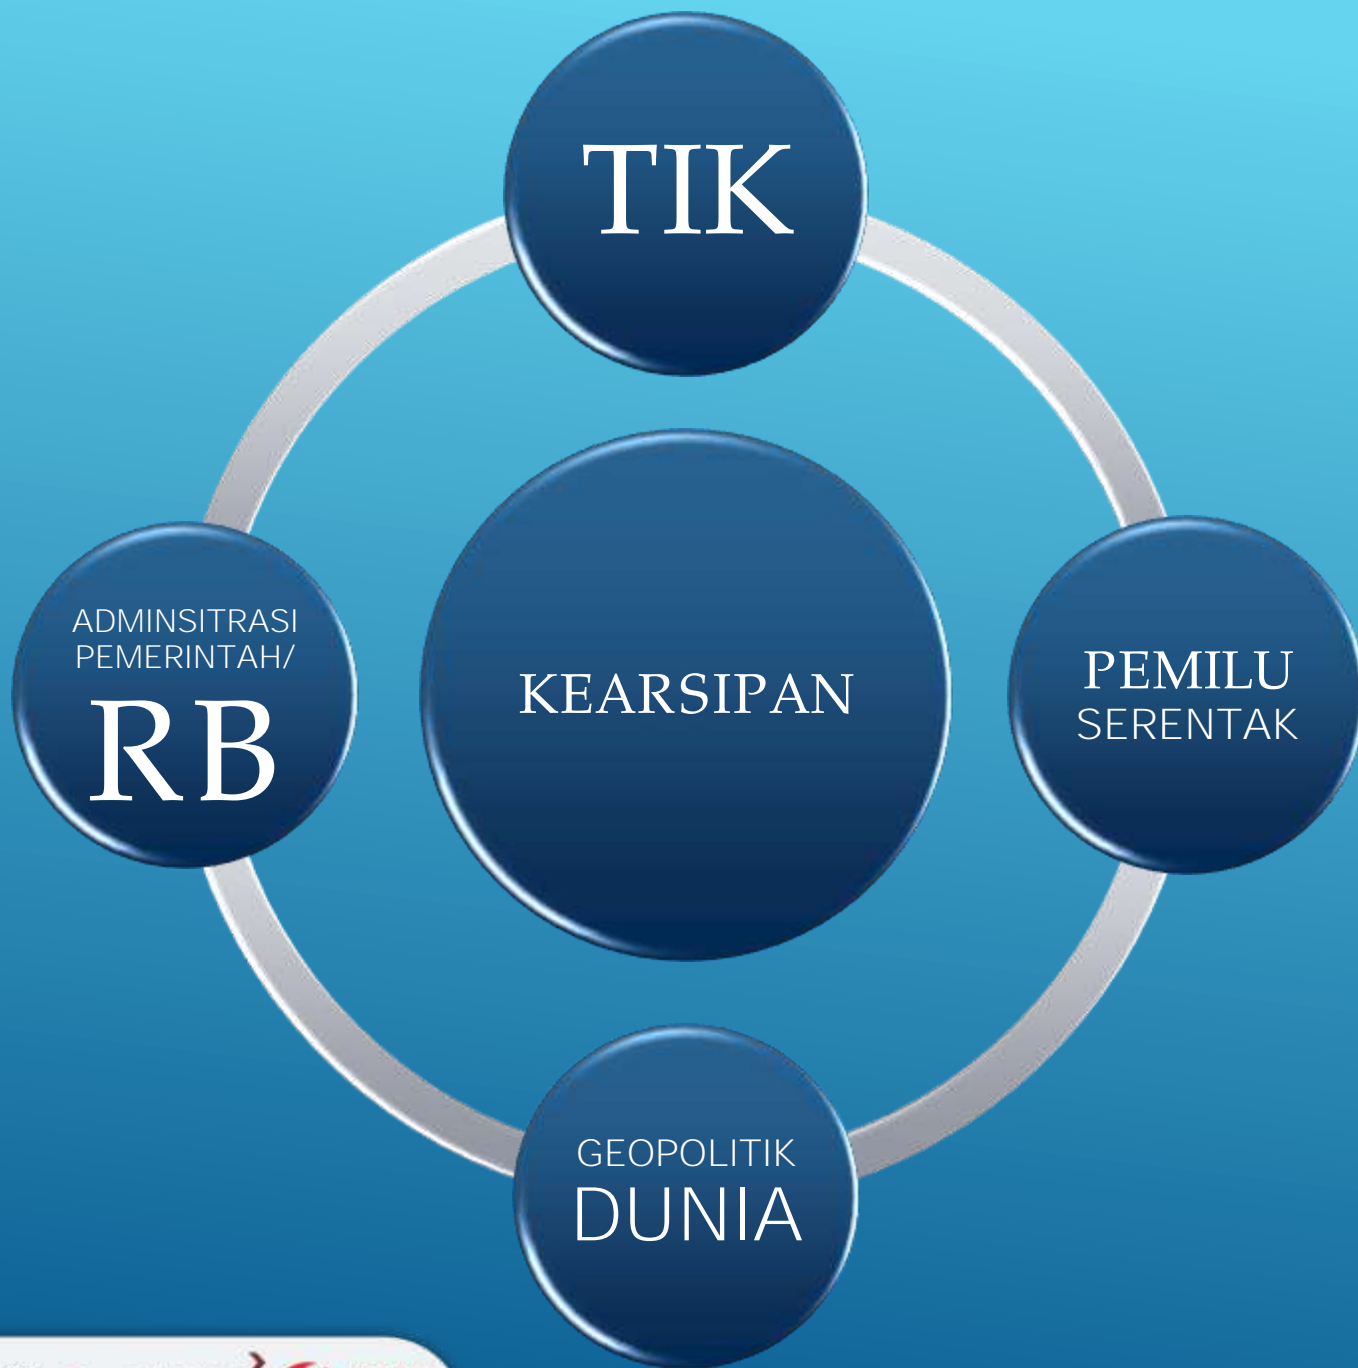 TIK
ADMINSITRASI
PEMERINTAH/
RB
KEARSIPAN
PEMILU
SERENTAK
GEOPOLITIK
DUNIA